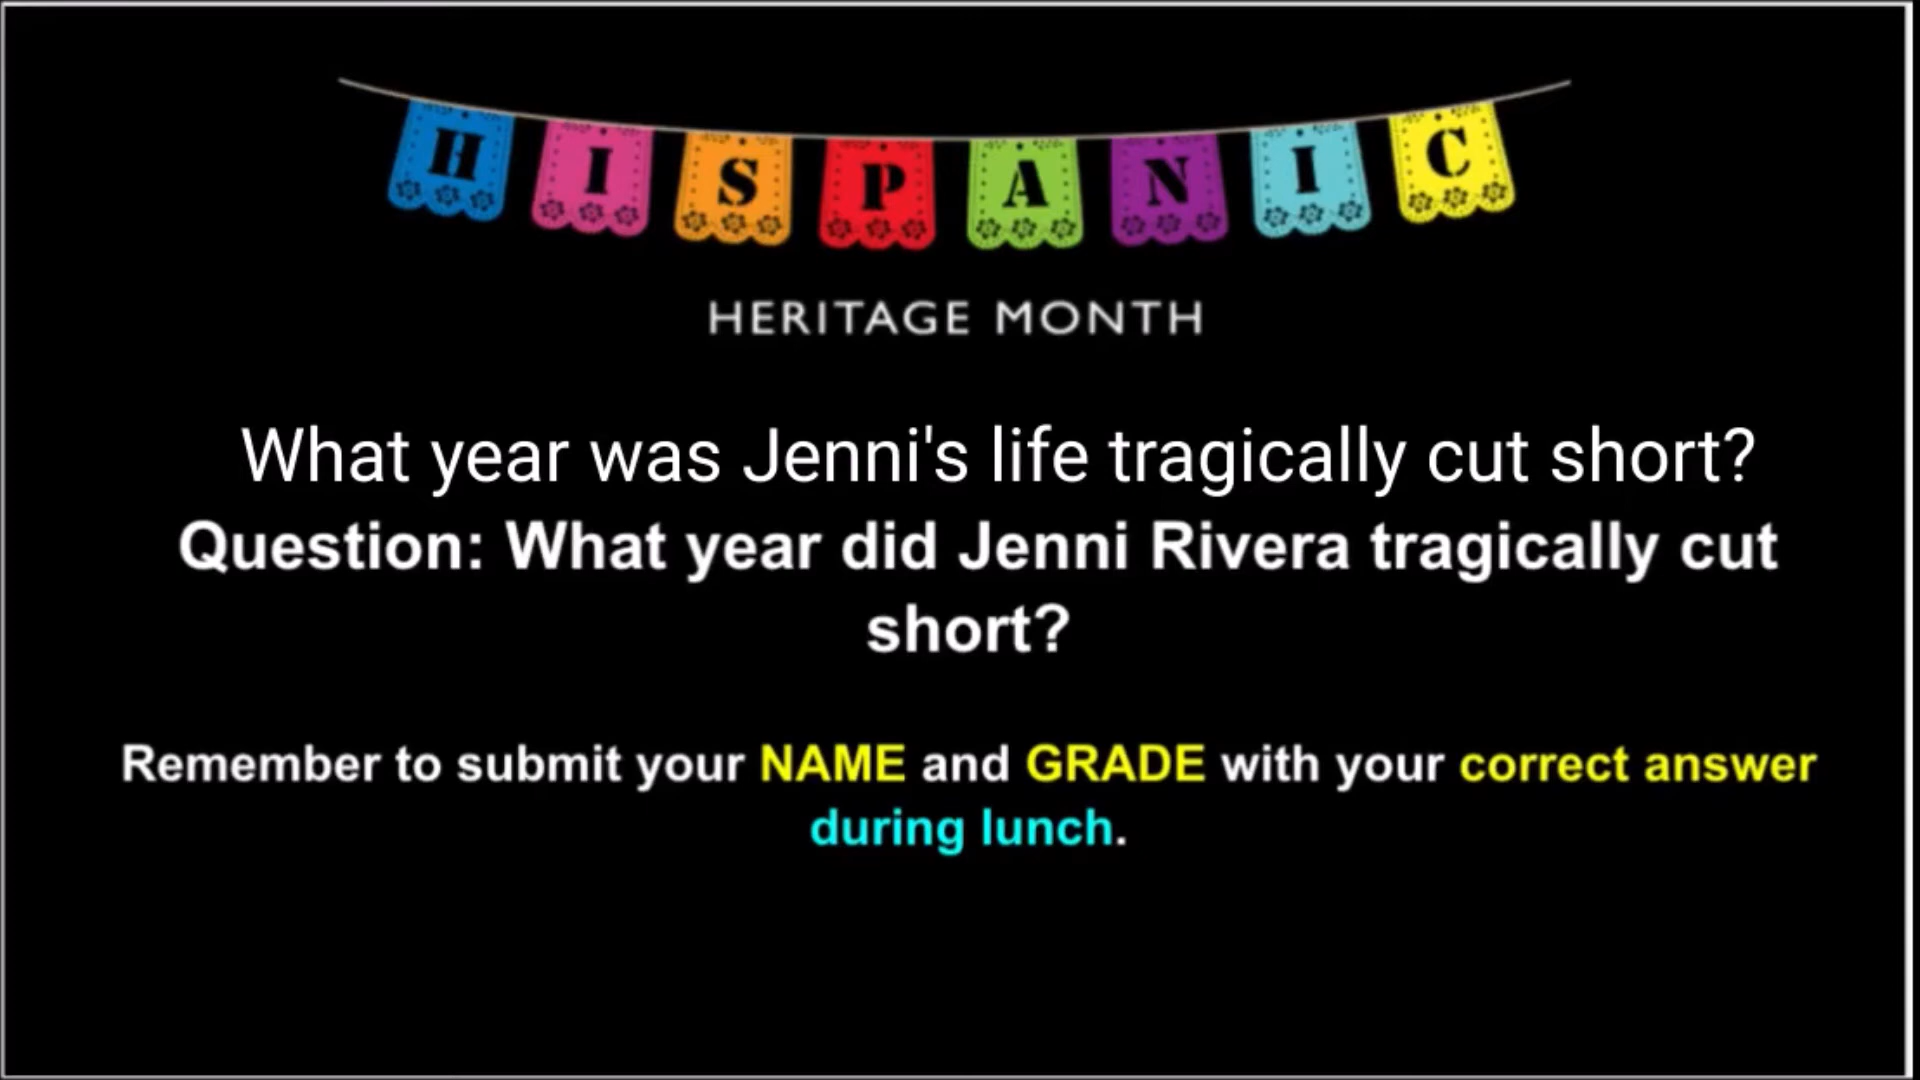 HISPANIC
HERITAGE MONTH
What year was Jenni's life tragically cut short?
Question: What year did Jenni Rivera tragically cut
short?
Remember to submit your NAME and GRADE with your correct answer
during lunch.